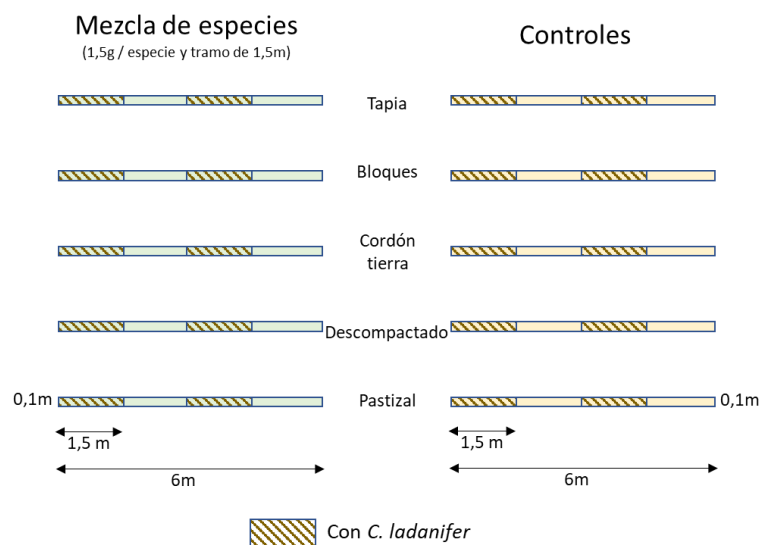 Mezcla de especies
(1,5g / especie y tramo de 1,5m)
Controles
Tapia
Bloques
Cordón
tierra
Descompactado
0,1m
Pastizal
0,1m
1,5 m
1,5 m
6m
6m
Con C. ladanifer